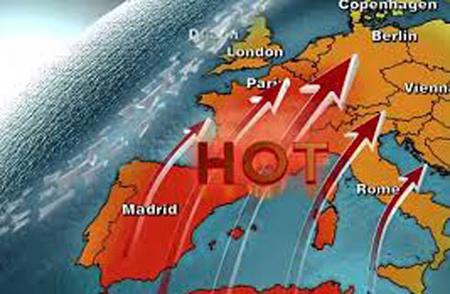 Copenhagen
Berlin
London
Paris
Vienna
HOT
Rome
Madrid